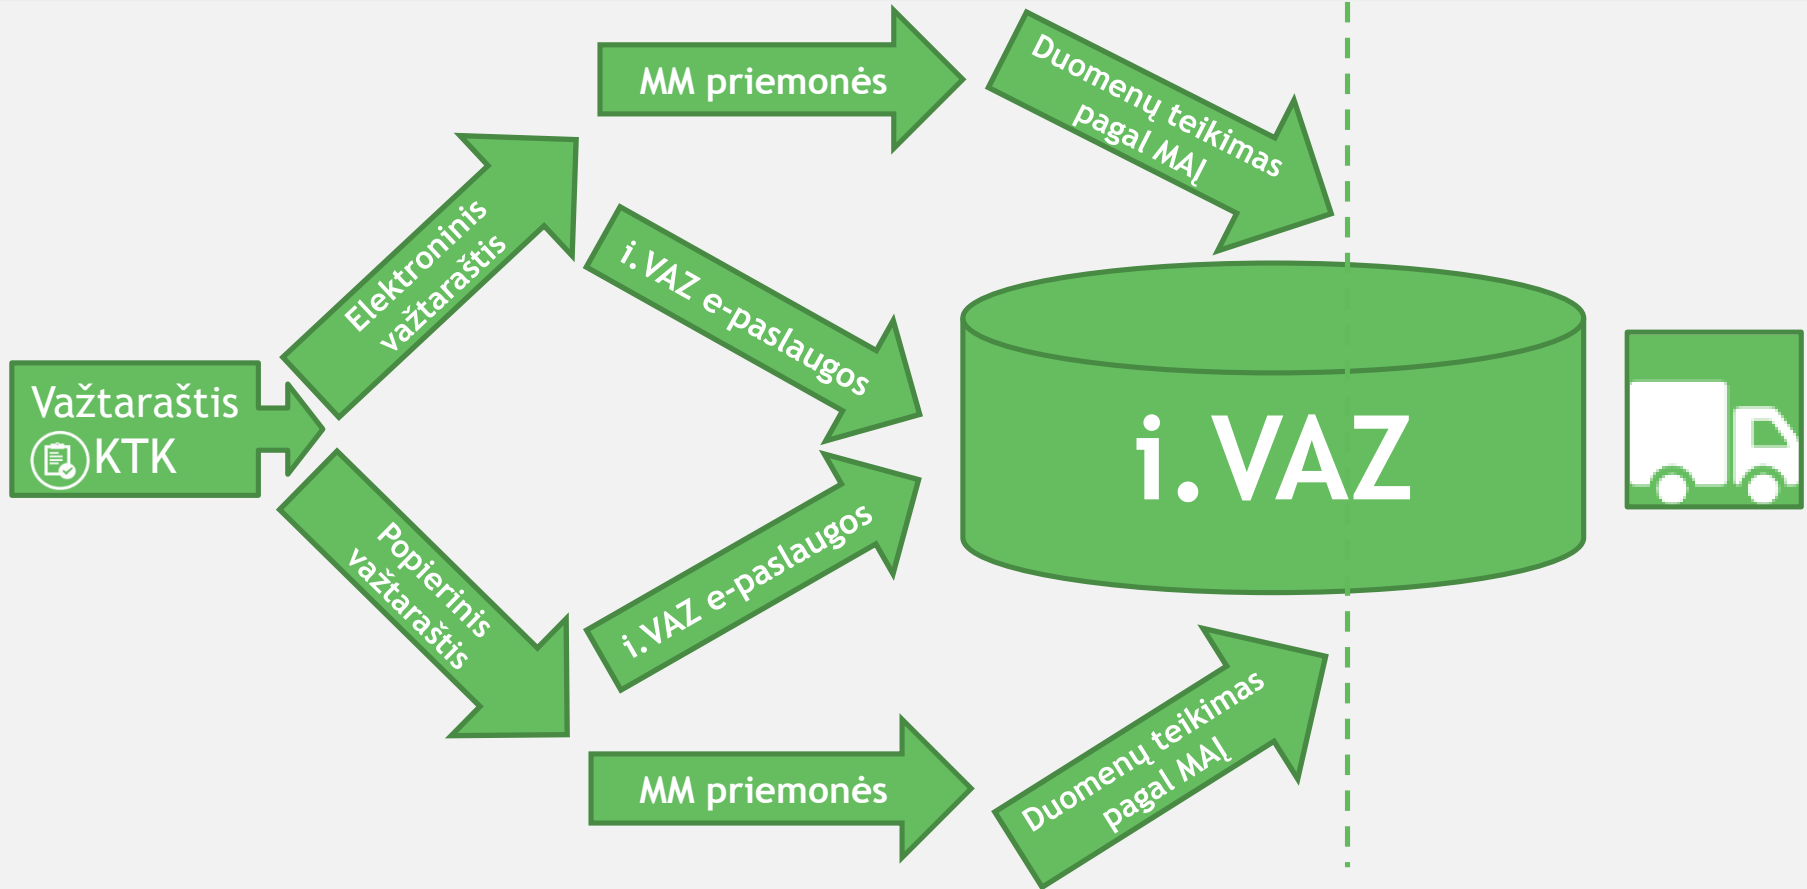 MM priemonės
Duomenų teikimas
pagal MAĮ
Elektroninis
važtaraštis
i.VAZ e-paslaugos
Važtaraštis
KTK
i.VAZ
Popierinis
važtaraštis
i.VAZ e-paslaugos
MM priemonės
Duomenų teikimas
pagal MAĮ